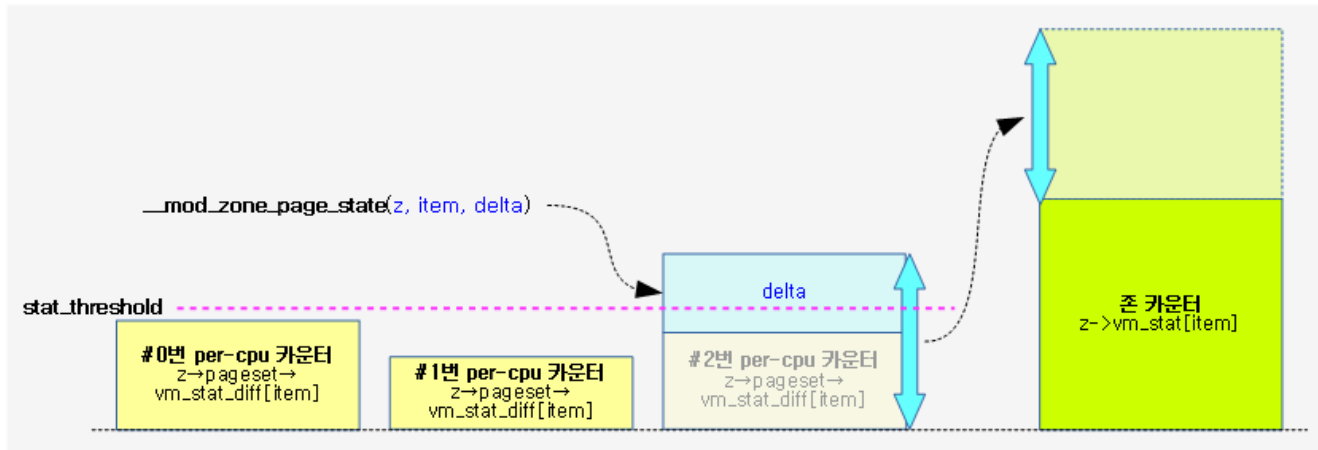 __mod_zone_page_state(z, item, delta)
stat_threshold
#0번 per-cpu 카운터
z→pageset→
vm_stat_diff[item]
#1번 per-cpu 카운터
z→pageset→
vm_stat_diff[item]
delta
#2번 per-cpu 카운터
z→pageset→
vm_stat_diff[item]
존 카운터
z->vm_stat[item]